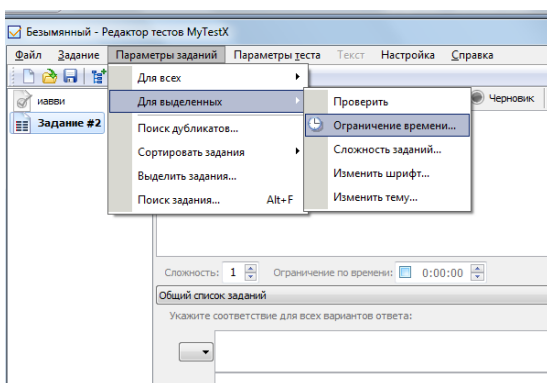 Безымянный - Редактор тестов MyTestX
Файл Задание Параметры заданий Параметры теста Текст Настройка Справка
Для всех
иавви
Для выделенных
Проверить
Черновик
Задание #2
Ограничение времени...
Поиск дубликатов...
Сложность заданий...
Сортировать задания
Изменить шрифт...
Выделить задания...
Изменить тему...
Поиск задания... Alt+F
Сложность: 1 Ограничение по времени: 0:00:00
Общий список заданий
Укажите соответствие для всех вариантов ответа: